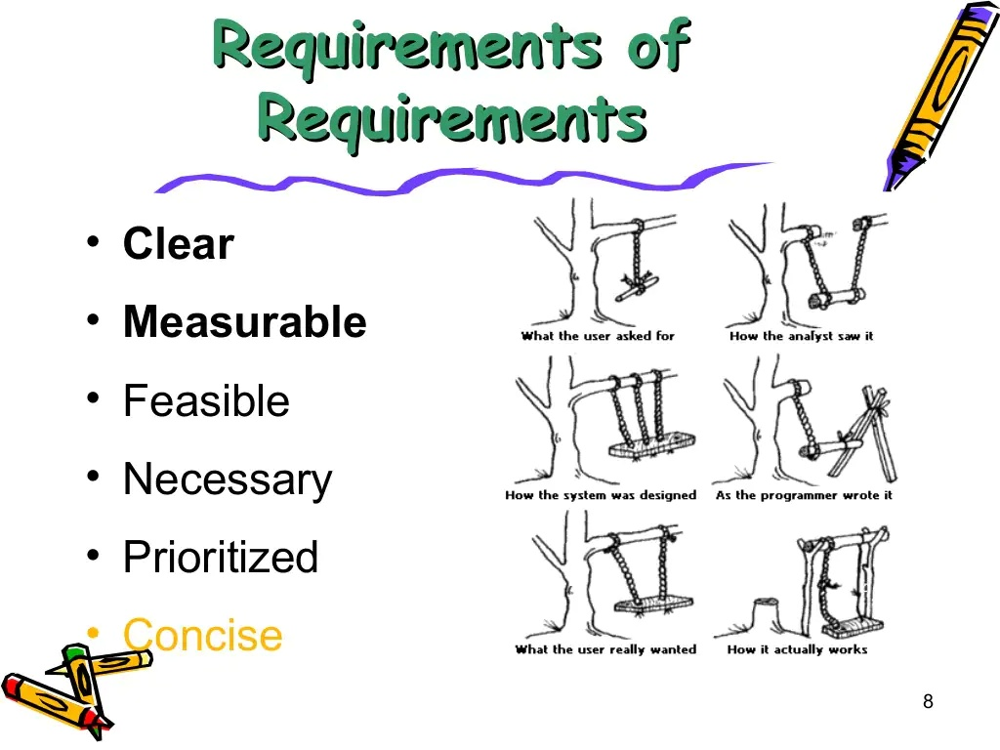 Requirements of
Requirements
• Clear
• Measurable
• Feasible
• Necessary
• Prioritized
• Concise
What the user asked for
How the analyst saw it
How the system was designed
As the programmer wrote it
What the user really wanted
How it actually works
8